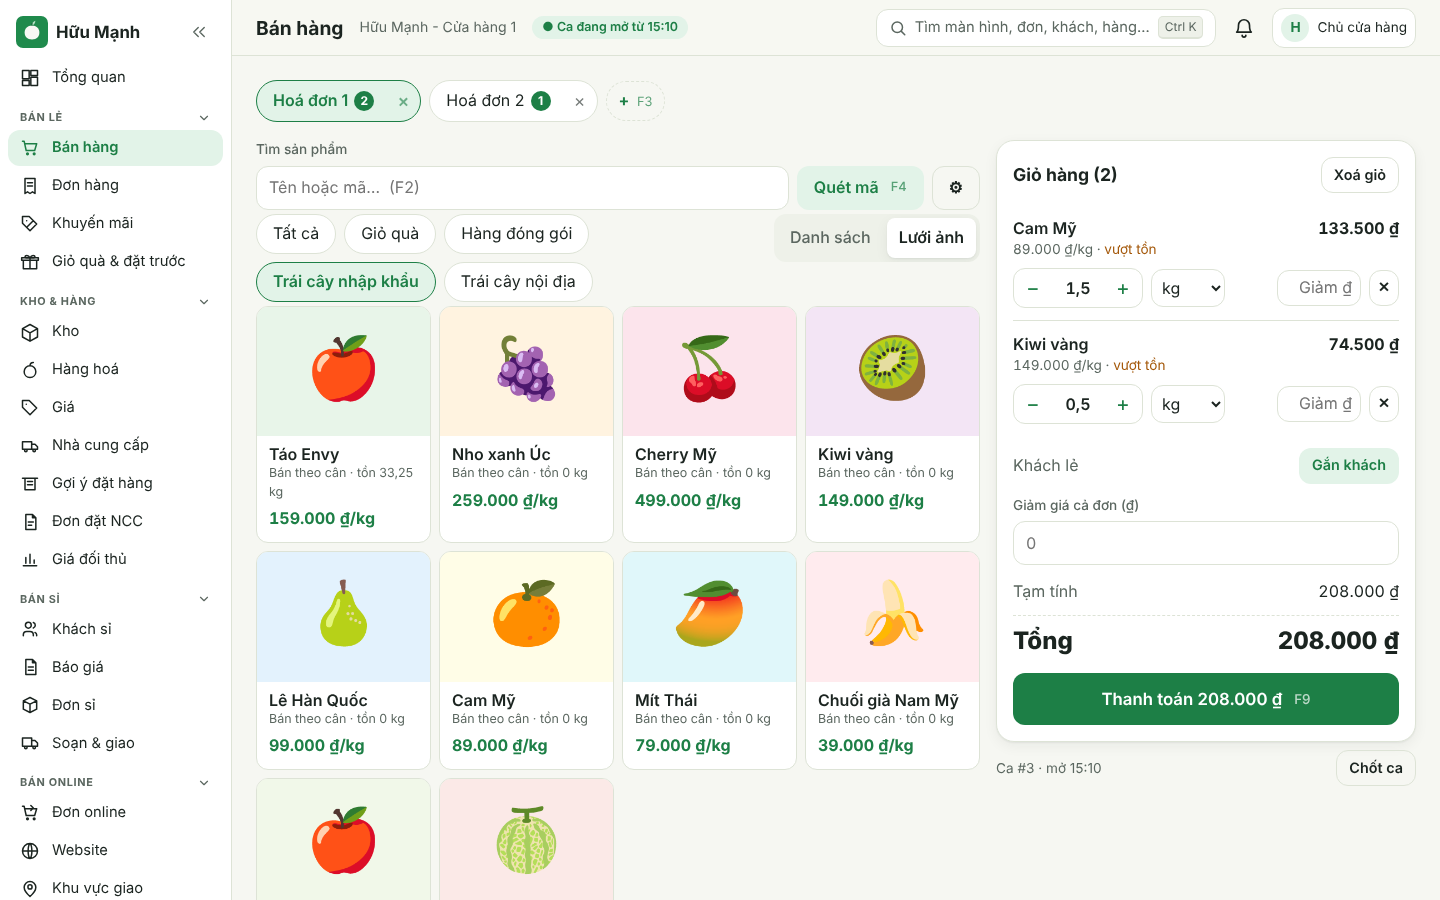 Hữu Mạnh
Tổng quan
BÁN LẺ
Bán hàng
Đơn hàng
Khuyến mãi
Giỏ quà & đặt trước
KHO & HÀNG
Kho
Hàng hoá
Giá
Nhà cung cấp
Gợi ý đặt hàng
Đơn đặt NCC
Giá đối thủ
BÁN SỈ
Khách sỉ
Báo giá
Đơn sỉ
Soạn & giao
BÁN ONLINE
Đơn online
Website
Khu vực giao
Bán hàng
Hữu Mạnh - Cửa hàng 1
Ca đang mở từ 15:10
Tìm màn hình, đơn, khách, hàng... Ctrl K
H Chủ cửa hàng
Hoá đơn 1 2 ×
Hoá đơn 2 1 ×
+ F3
Tìm sản phẩm
Tên hoặc mã... (F2)
Quét mã F4
Tất cả
Giỏ quà
Hàng đóng gói
Danh sách
Lưới ảnh
Trái cây nhập khẩu
Trái cây nội địa
Táo Envy
Bán theo cân · tồn 33,25
kg
159.000 ₫/kg
Nho xanh Úc
Bán theo cân · tồn 0 kg
259.000 ₫/kg
Cherry Mỹ
Bán theo cân · tồn 0 kg
499.000 ₫/kg
Kiwi vàng
Bán theo cân · tồn 0 kg
149.000 ₫/kg
Lê Hàn Quốc
Bán theo cân · tồn 0 kg
99.000 ₫/kg
Cam Mỹ
Bán theo cân · tồn 0 kg
89.000 ₫/kg
Mít Thái
Bán theo cân · tồn 0 kg
79.000 ₫/kg
Chuối già Nam Mỹ
Bán theo cân · tồn 0 kg
39.000 ₫/kg
Giỏ hàng (2)
Xoá giỏ
Cam Mỹ 133.500 ₫
89.000 ₫/kg · vượt tồn
− 1,5 + kg Giảm ₫ ×
Kiwi vàng 74.500 ₫
149.000 ₫/kg · vượt tồn
− 0,5 + kg Giảm ₫ ×
Khách lẻ
Gắn khách
Giảm giá cả đơn (₫)
0
Tạm tính 208.000 ₫
Tổng 208.000 ₫
Thanh toán 208.000 ₫ F9
Ca #3 · mở 15:10
Chốt ca